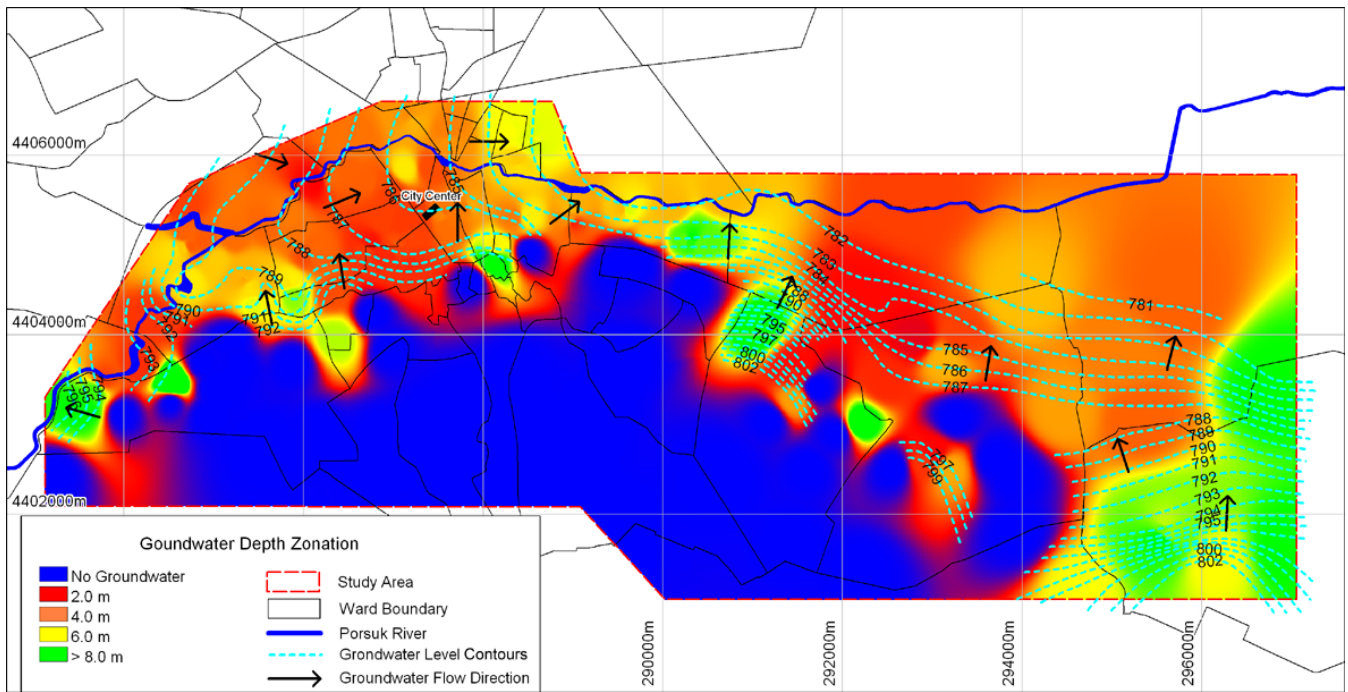 4406000m
785
786
City Center
787
788
782
783
784
789
781
790
791
792
791
792
788
790
795
797
800
802
785
786
787
793
794
795
796
788
789
790
791
792
793
794
795
800
802
797
799
4404000m
4402000m
Goundwater Depth Zonation
No Groundwater
2.0 m
4.0 m
6.0 m
> 8.0 m
Study Area
Ward Boundary
Porsuk River
Grondwater Level Contours
Groundwater Flow Direction
290000m
292000m
294000m
296000m